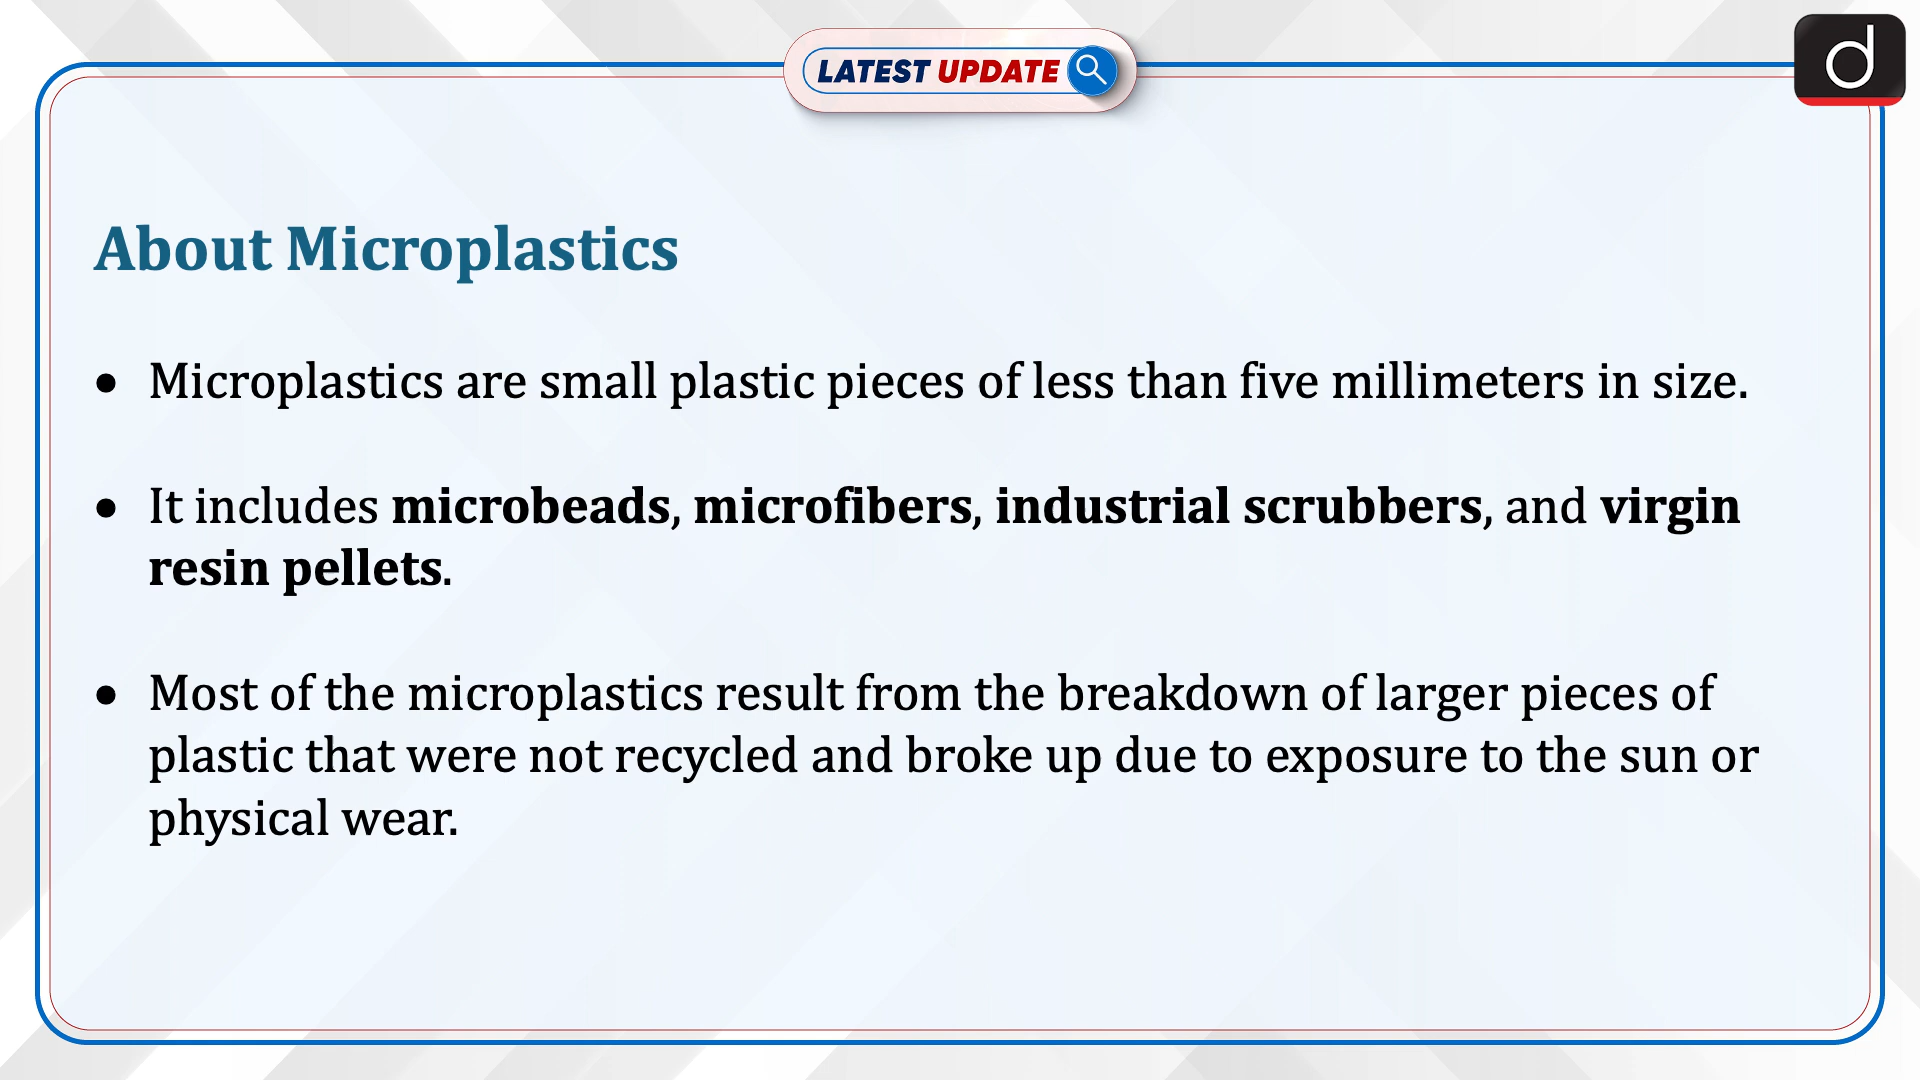 LATEST UPDATE
d
About Microplastics
● Microplastics are small plastic pieces of less than five millimeters in size.
● It includes microbeads, microfibers, industrial scrubbers, and virgin
resin pellets.
● Most of the microplastics result from the breakdown of larger pieces of
plastic that were not recycled and broke up due to exposure to the sun or
physical wear.